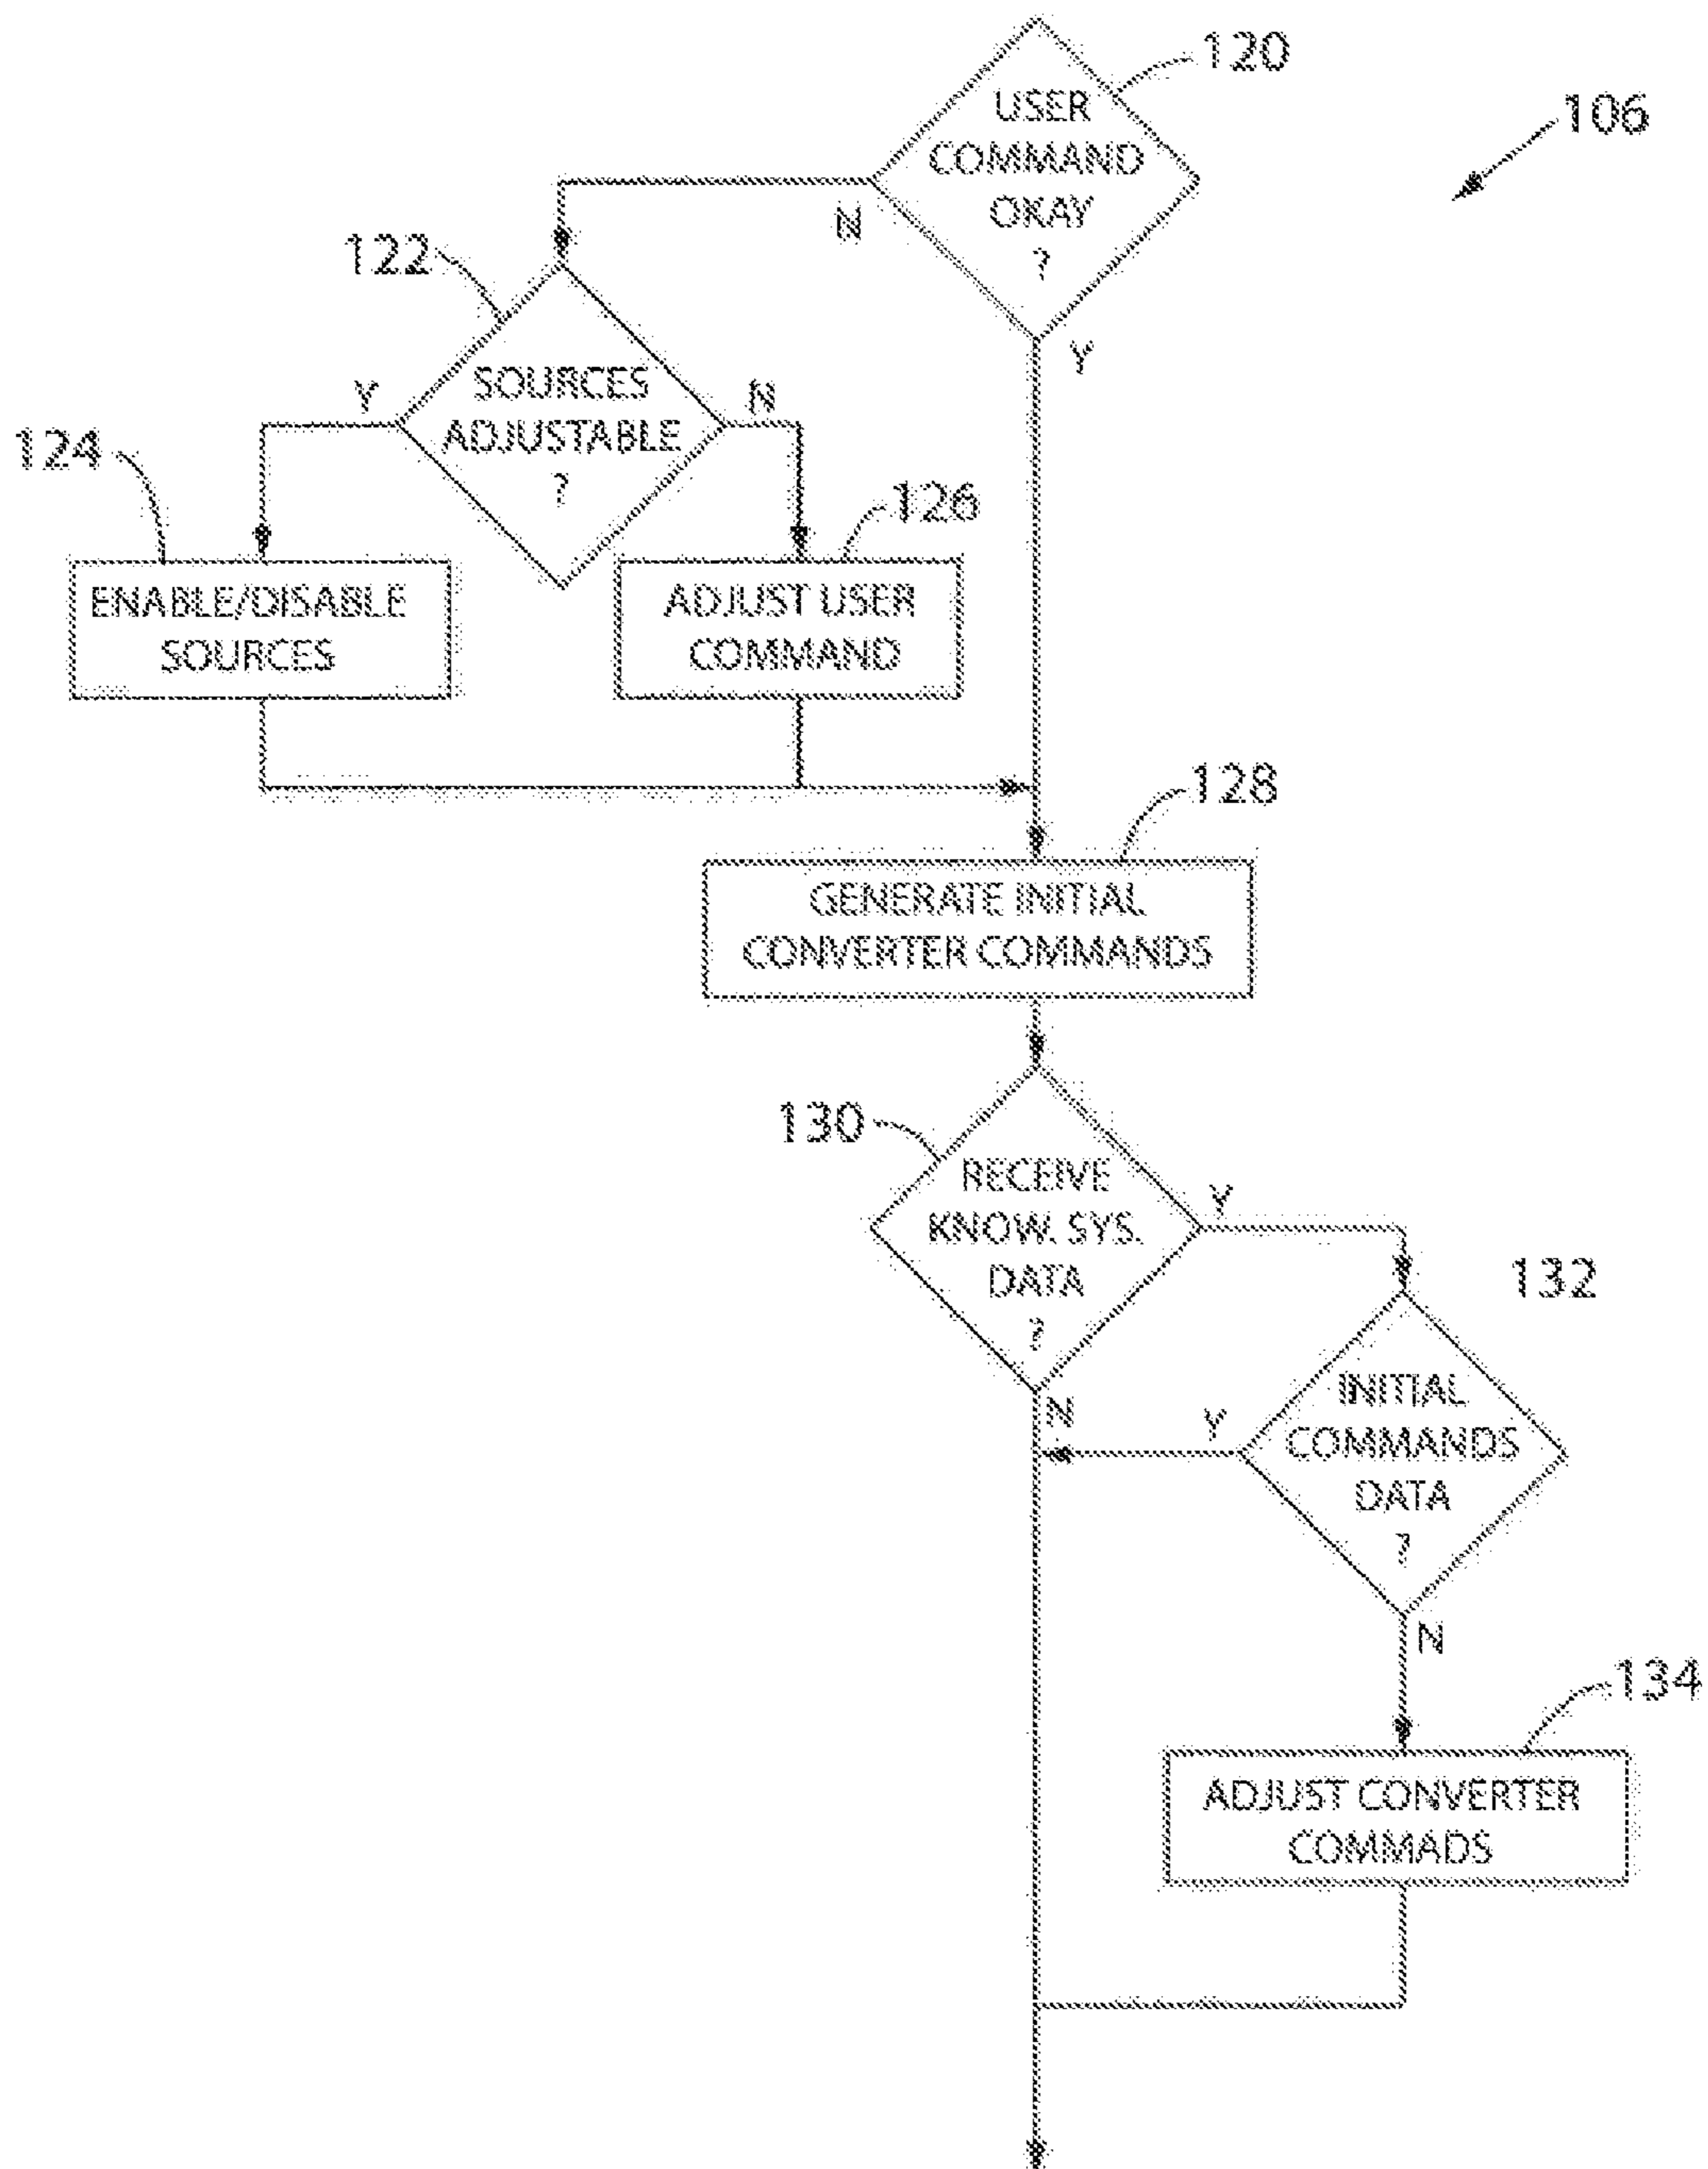 120
USER
COMMAND
OKAY
?
106
N
Y
122
SOURCES
ADJUSTABLE
?
Y
N
124
126
ENABLE/DISABLE
SOURCES
ADJUST USER
COMMAND
128
GENERATE INITIAL
CONVERTER COMMANDS
130
RECEIVE
KNOW. SYS.
DATA
?
Y
N
132
INITIAL
COMMANDS
DATA
?
Y
N
134
ADJUST CONVERTER
COMMADS